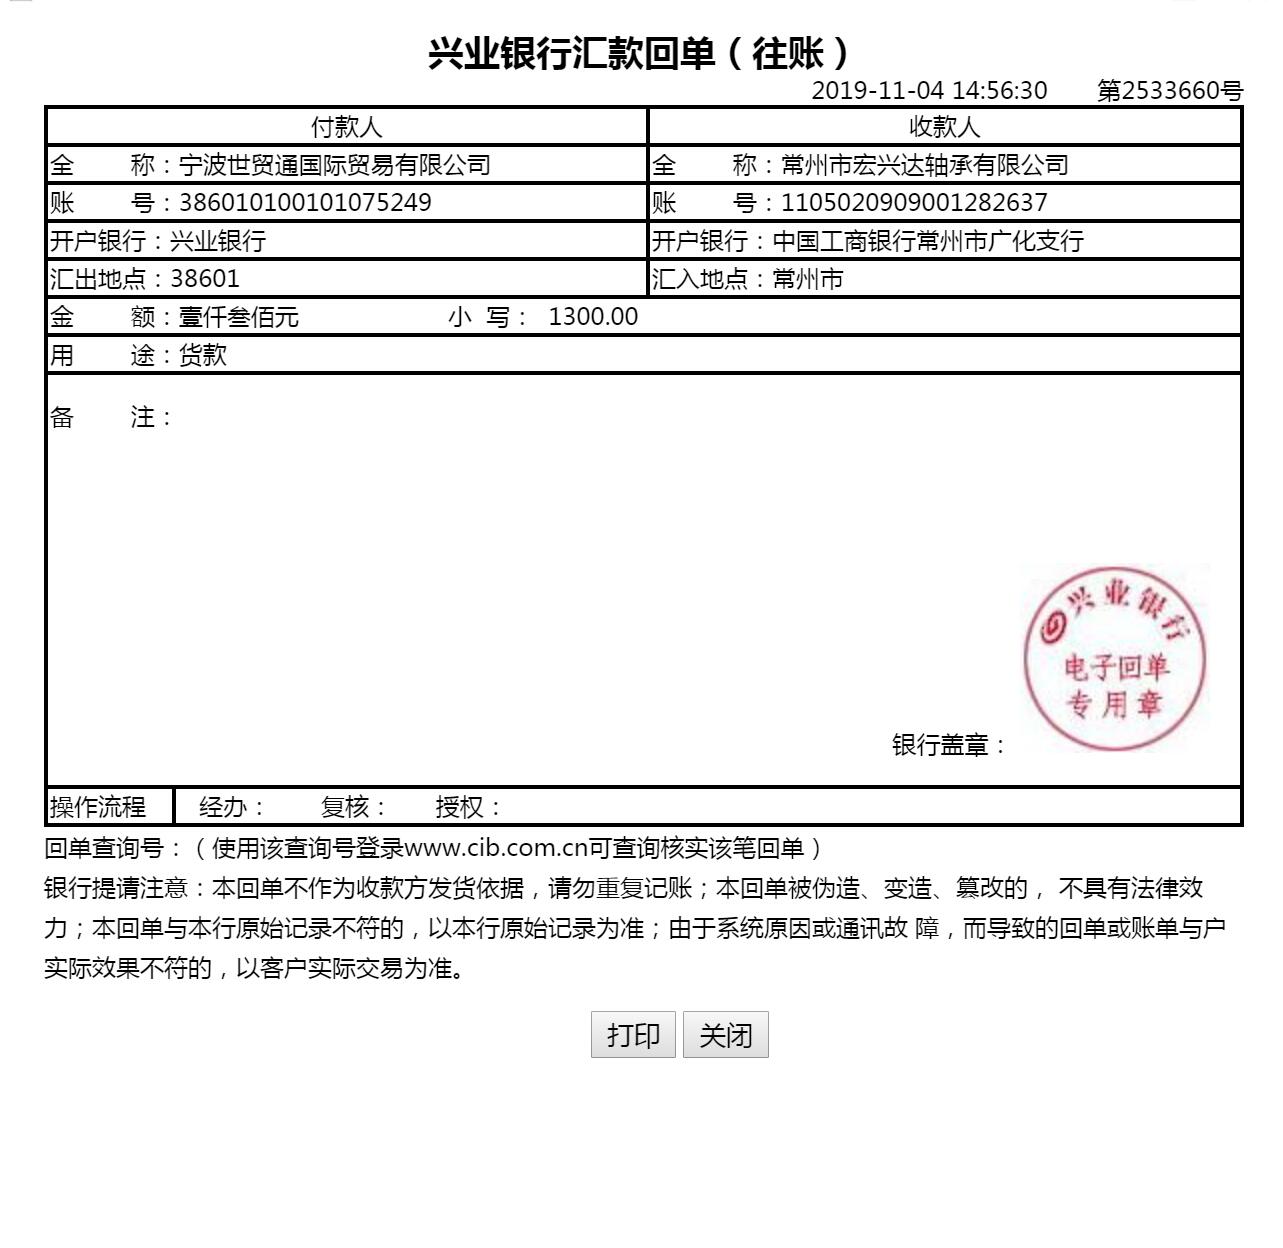 兴业银行汇款回单（往账）
2019-11-04 14:56:30 第2533660号
付款人 收款人
全 称：宁波世贸通国际贸易有限公司 全 称：常州市宏兴达轴承有限公司
账 号：386010100101075249 账 号：1105020909001282637
开户银行：兴业银行 开户银行：中国工商银行常州市广化支行
汇出地点：38601 汇入地点：常州市
金 额：壹仟叁佰元 小 写： 1300.00
用 途：货款
备 注：
兴业银行
电子回单
专用章
银行盖章：
操作流程 经办： 复核： 授权：
回单查询号：（使用该查询号登录www.cib.com.cn可查询核实该笔回单）
银行提请注意：本回单不作为收款方发货依据，请勿重复记账；本回单被伪造、变造、篡改的， 不具有法律效
力；本回单与本行原始记录不符的，以本行原始记录为准；由于系统原因或通讯故 障，而导致的回单或账单与户
实际效果不符的，以客户实际交易为准。
打印 关闭